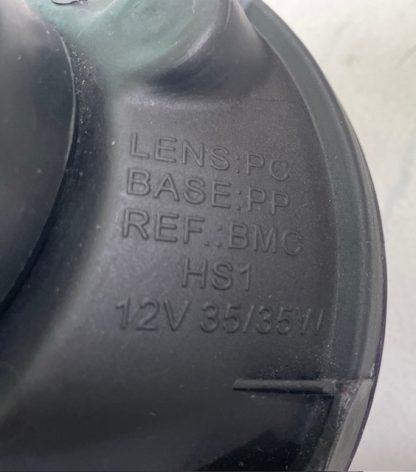 LENS:PC
BASE:PP
REF.:BMC
HS1
12V 35/35W